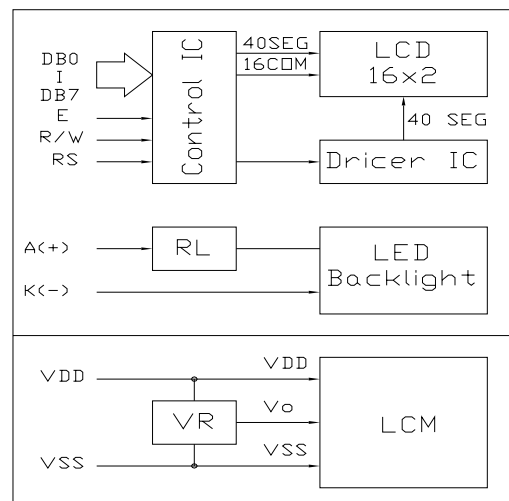 DB0
I
DB7
E
R/W
RS
Control IC
40SEG
16COM
LCD
16x2
40 SEG
Dricer IC
A(+)
RL
K(-)
LED
Backlight
VDD
VDD
VR
Vo
LCM
VSS
VSS